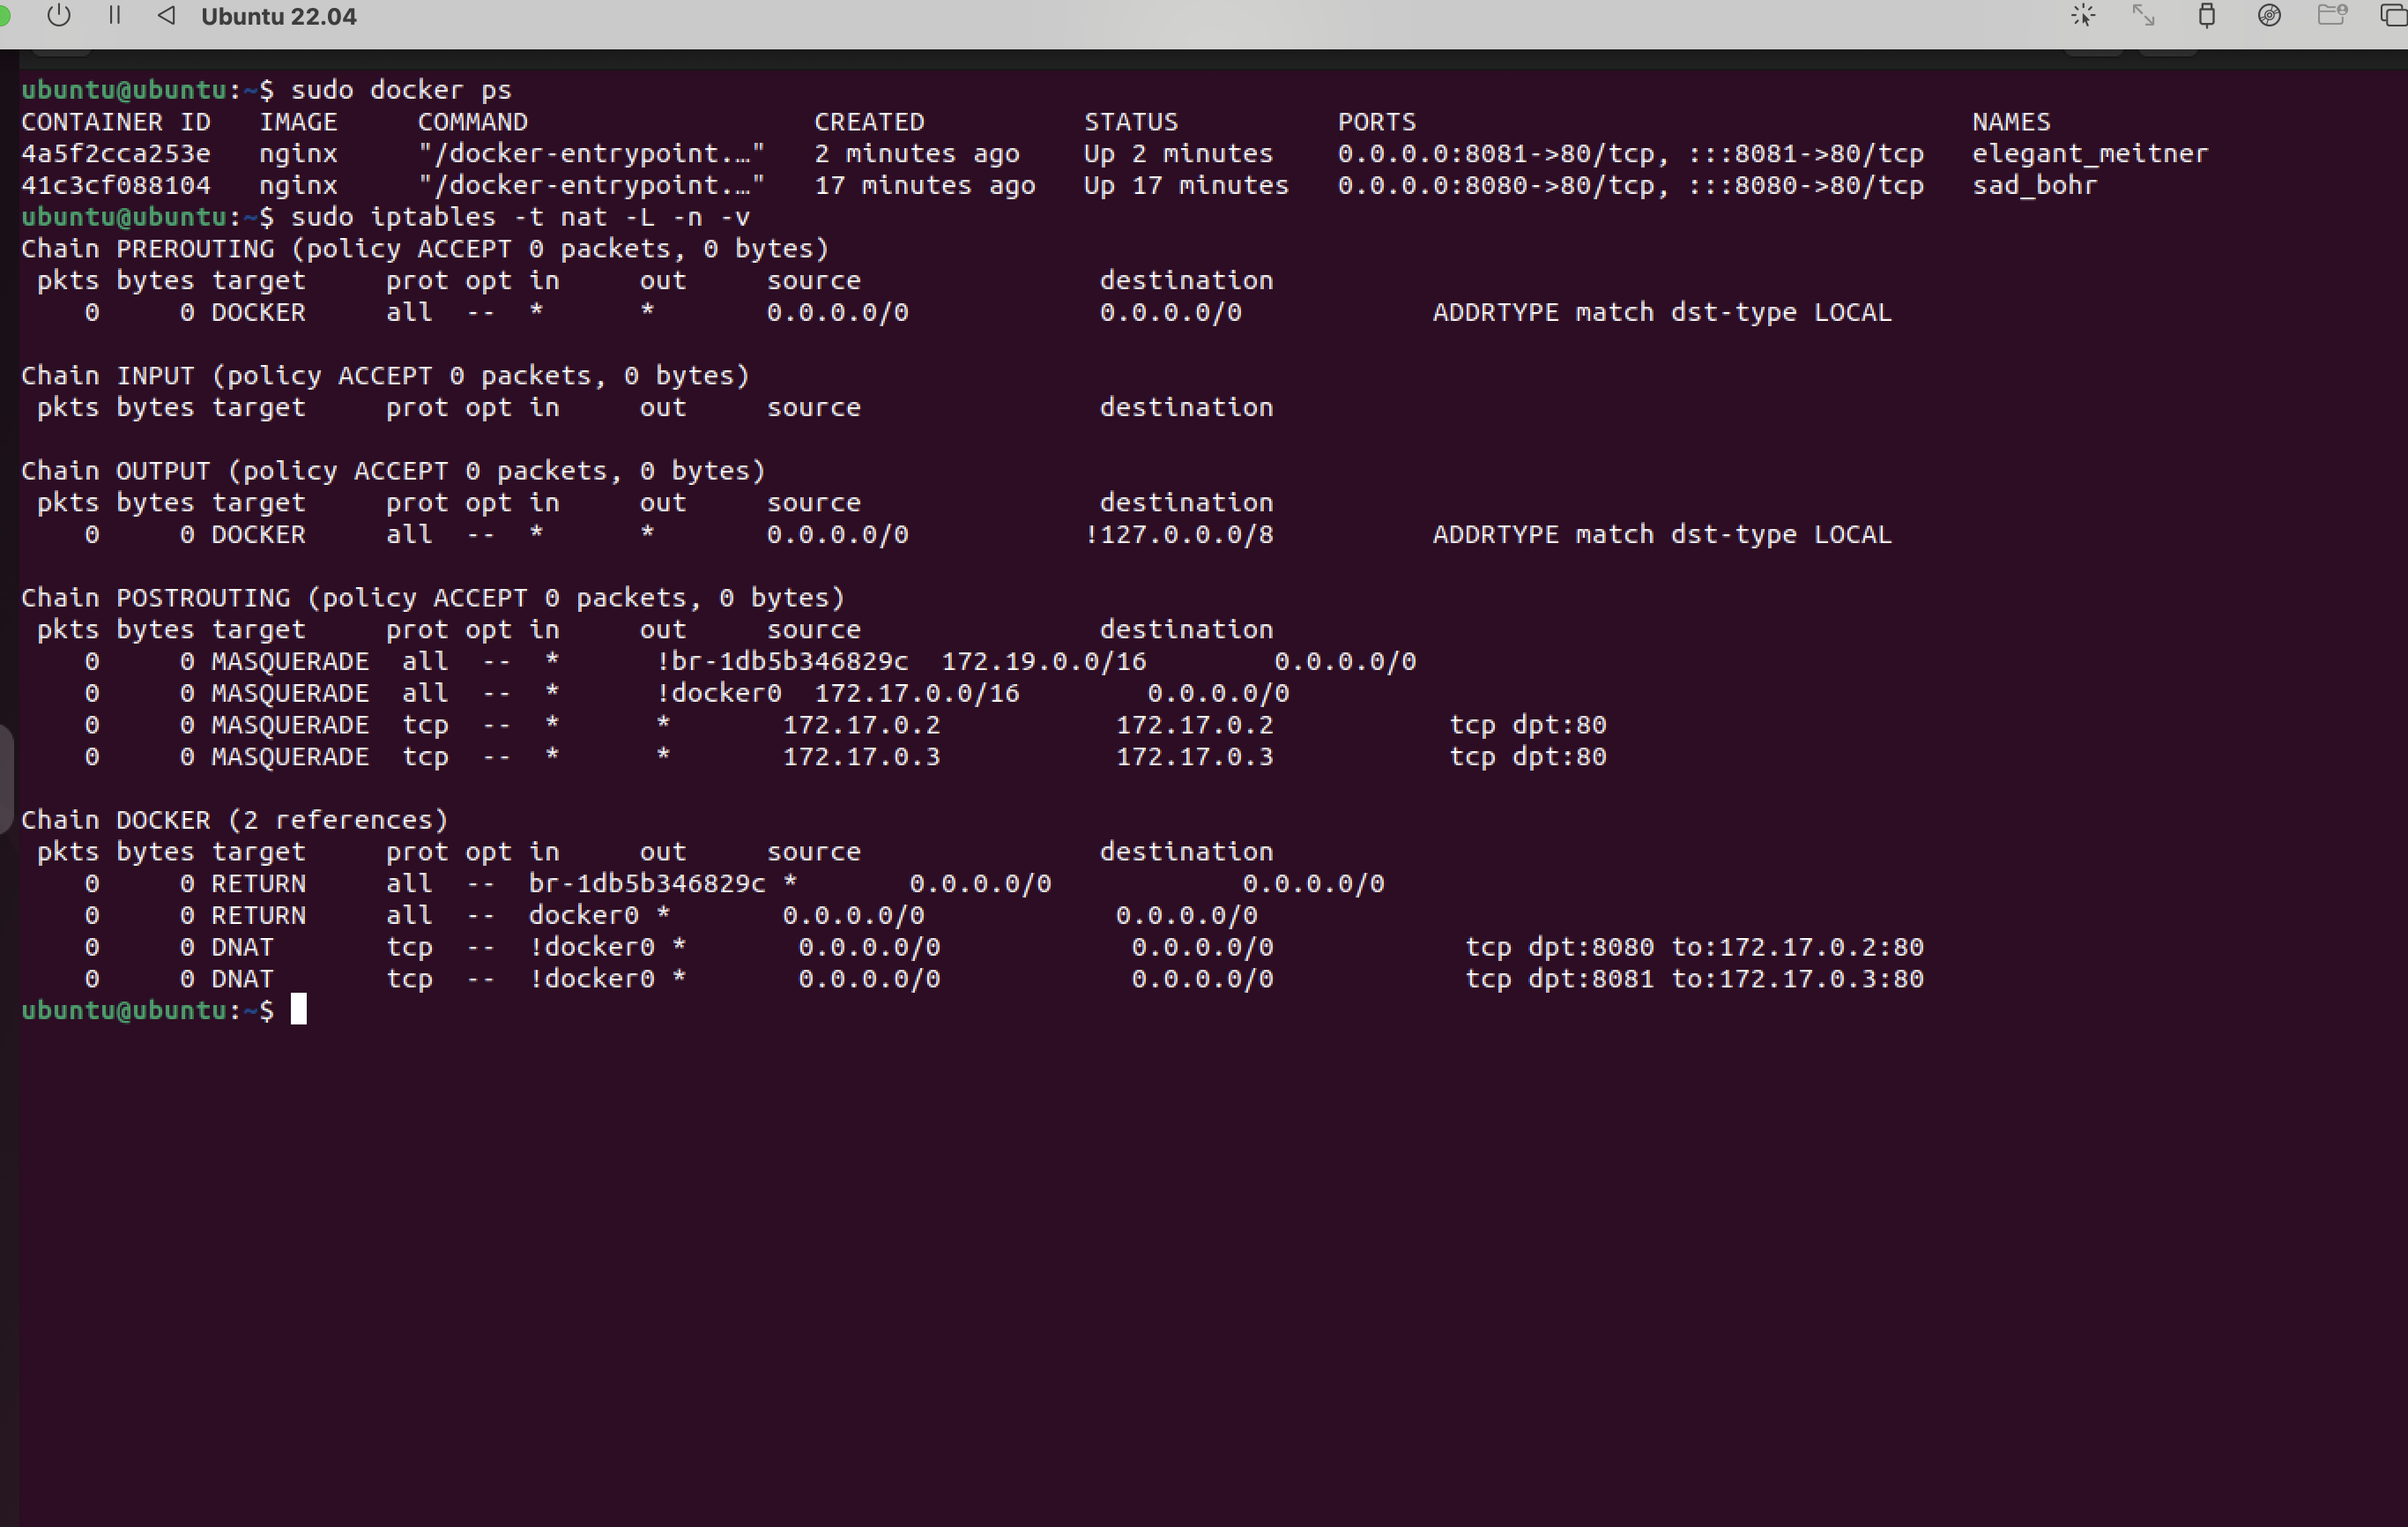 Ubuntu 22.04
ubuntu@ubuntu:~$ sudo docker ps
CONTAINER ID   IMAGE     COMMAND                  CREATED          STATUS          PORTS                                   NAMES
4a5f2cca253e   nginx     "/docker-entrypoint.…"   2 minutes ago    Up 2 minutes    0.0.0.0:8081->80/tcp, :::8081->80/tcp   elegant_meitner
41c3cf088104   nginx     "/docker-entrypoint.…"   17 minutes ago   Up 17 minutes   0.0.0.0:8080->80/tcp, :::8080->80/tcp   sad_bohr
ubuntu@ubuntu:~$ sudo iptables -t nat -L -n -v
Chain PREROUTING (policy ACCEPT 0 packets, 0 bytes)
 pkts bytes target     prot opt in     out     source               destination
    0     0 DOCKER     all  --  *      *       0.0.0.0/0            0.0.0.0/0            ADDRTYPE match dst-type LOCAL
Chain INPUT (policy ACCEPT 0 packets, 0 bytes)
 pkts bytes target     prot opt in     out     source               destination
Chain OUTPUT (policy ACCEPT 0 packets, 0 bytes)
 pkts bytes target     prot opt in     out     source               destination
    0     0 DOCKER     all  --  *      *       0.0.0.0/0           !127.0.0.0/8          ADDRTYPE match dst-type LOCAL
Chain POSTROUTING (policy ACCEPT 0 packets, 0 bytes)
 pkts bytes target     prot opt in     out     source               destination
    0     0 MASQUERADE  all  --  *      !br-1db5b346829c  172.19.0.0/16        0.0.0.0/0
    0     0 MASQUERADE  all  --  *      !docker0  172.17.0.0/16        0.0.0.0/0
    0     0 MASQUERADE  tcp  --  *      *       172.17.0.2           172.17.0.2           tcp dpt:80
    0     0 MASQUERADE  tcp  --  *      *       172.17.0.3           172.17.0.3           tcp dpt:80
Chain DOCKER (2 references)
 pkts bytes target     prot opt in     out     source               destination
    0     0 RETURN     all  --  br-1db5b346829c *       0.0.0.0/0            0.0.0.0/0
    0     0 RETURN     all  --  docker0 *       0.0.0.0/0            0.0.0.0/0
    0     0 DNAT       tcp  --  !docker0 *       0.0.0.0/0            0.0.0.0/0            tcp dpt:8080 to:172.17.0.2:80
    0     0 DNAT       tcp  --  !docker0 *       0.0.0.0/0            0.0.0.0/0            tcp dpt:8081 to:172.17.0.3:80
ubuntu@ubuntu:~$